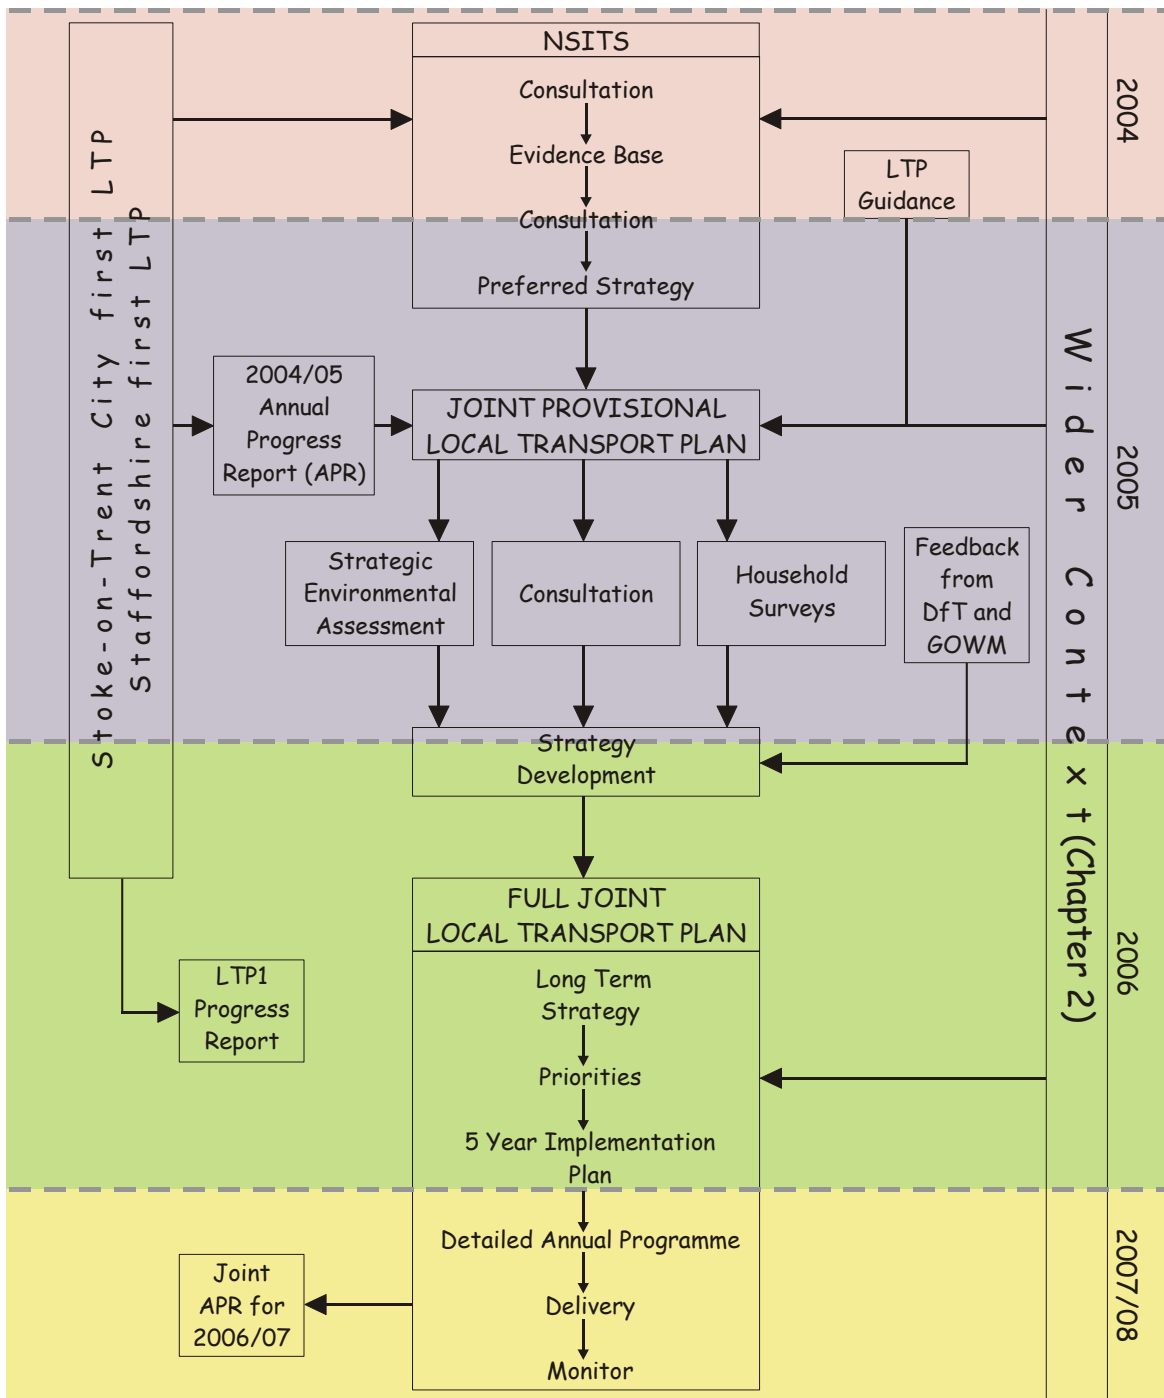 NSITS
Consultation
Evidence Base
Consultation
Preferred Strategy
2004
LTP
Guidance
Stoke-on-Trent City first LTP
Staffordshire first LTP
2004/05
Annual
Progress
Report (APR)
JOINT PROVISIONAL
LOCAL TRANSPORT PLAN
Wider Context (Chapter 2)
2005
Strategic
Environmental
Assessment
Consultation
Household
Surveys
Feedback
from
DfT and
GOWM
Strategy
Development
FULL JOINT
LOCAL TRANSPORT PLAN
Long Term
Strategy
Priorities
5 Year Implementation
Plan
LTP1
Progress
Report
2006
Detailed Annual Programme
Delivery
Monitor
Joint
APR for
2006/07
2007/08